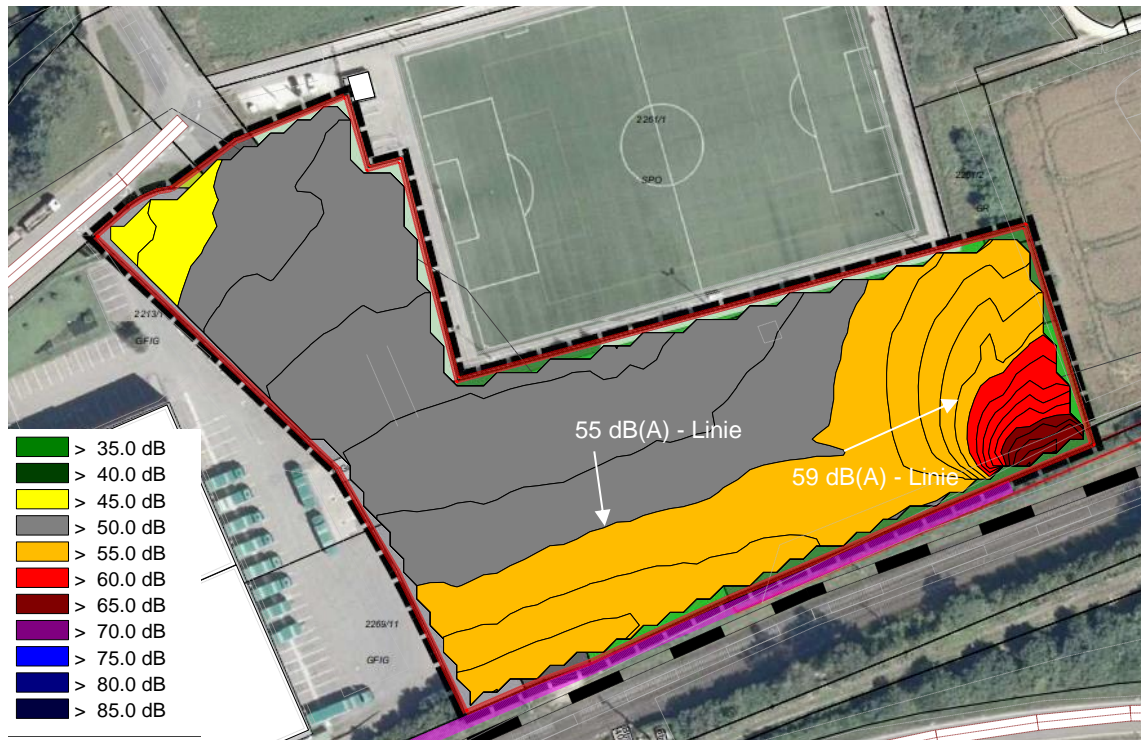 2261/1
SPO
2213/1
GFIG
55 dB(A) - Linie
59 dB(A) - Linie
2269/11
GFIG
> 35.0 dB
> 40.0 dB
> 45.0 dB
> 50.0 dB
> 55.0 dB
> 60.0 dB
> 65.0 dB
> 70.0 dB
> 75.0 dB
> 80.0 dB
> 85.0 dB